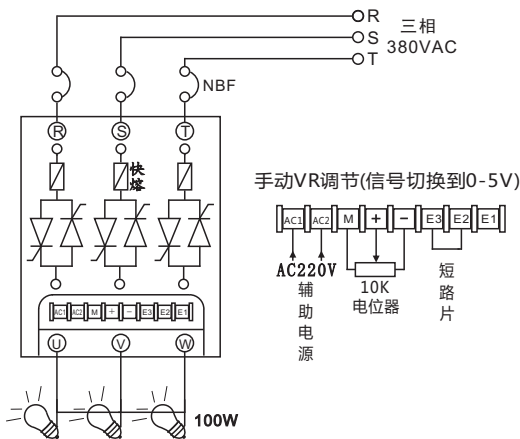 R
S
T
三相
380VAC
NBF
R S T
快熔
手动VR调节(信号切换到0-5V)
AC1 AC2 M + - E3 E2 E1
AC220V
辅助电源
10K
电位器
短路片
AC1 AC2 M + - E3 E2 E1
U V W
100W